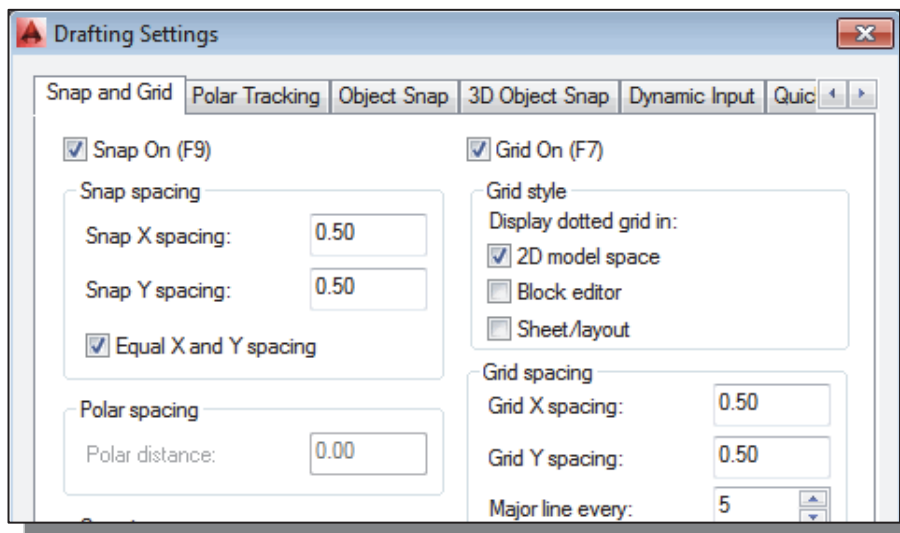 Drafting Settings
Snap and Grid
Polar Tracking
Object Snap
3D Object Snap
Dynamic Input
Snap On (F9)
Snap spacing
Snap X spacing: 0.50
Snap Y spacing: 0.50
Equal X and Y spacing
Polar spacing
Polar distance: 0.00
Grid On (F7)
Grid style
Display dotted grid in:
2D model space
Block editor
Sheet/layout
Grid spacing
Grid X spacing: 0.50
Grid Y spacing: 0.50
Major line every: 5